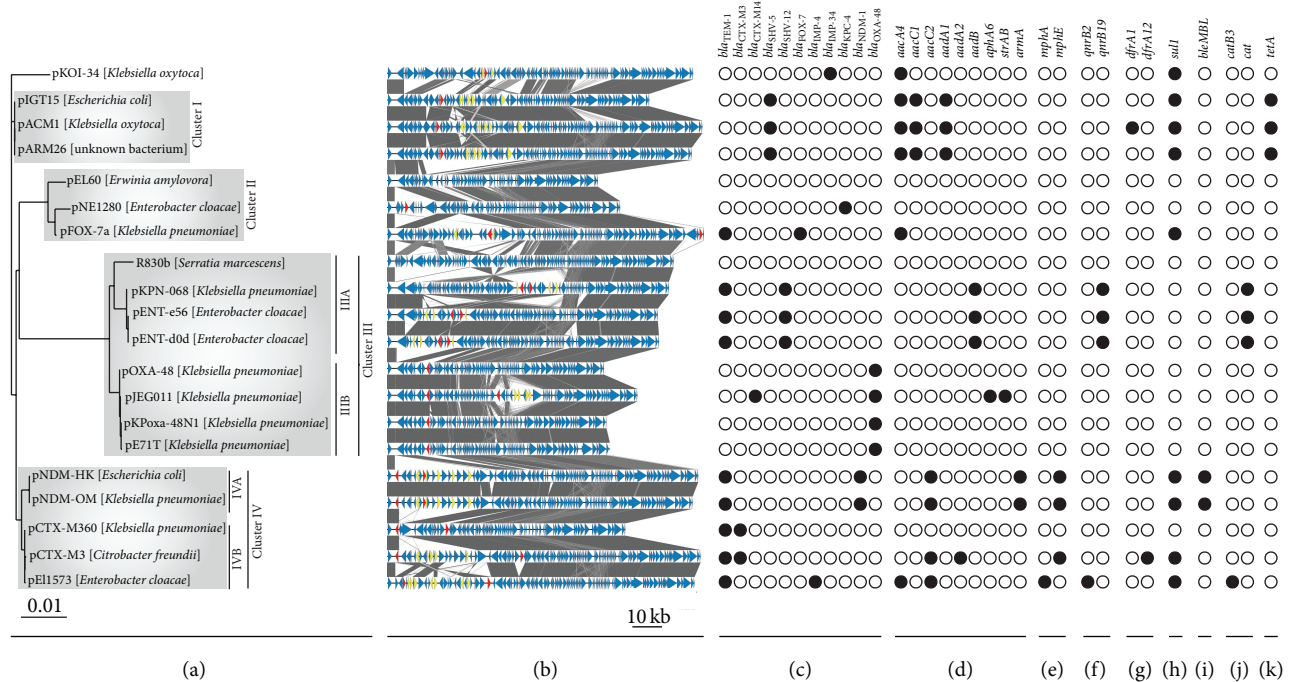 blaTEM-1
blaCTX-M3
blaCTX-M14
blaSHV-5
blaSHV-12
blaFOX-7
blaIMP-4
blaIMP-34
blaKPC-4
blaNDM-1
blaOXA-48
aacA4
aacC1
aacC2
aadA1
aadA2
aadB
aphA6
strAB
armA
mphA
mphE
qnrB2
qnrB19
dfrA1
dfrA12
sul1
bleMBL
catB3
cat
tetA
pKOI-34 [Klebsiella oxytoca]
pIGT15 [Escherichia coli]
pACM1 [Klebsiella oxytoca]
pARM26 [unknown bacterium]
Cluster I
pEL60 [Erwinia amylovora]
pNE1280 [Enterobacter cloacae]
pFOX-7a [Klebsiella pneumoniae]
Cluster II
R830b [Serratia marcescens]
pKPN-068 [Klebsiella pneumoniae]
pENT-e56 [Enterobacter cloacae]
pENT-d0d [Enterobacter cloacae]
IIIA
pOXA-48 [Klebsiella pneumoniae]
pJEG011 [Klebsiella pneumoniae]
pKPoxa-48N1 [Klebsiella pneumoniae]
pE71T [Klebsiella pneumoniae]
IIIB
Cluster III
pNDM-HK [Escherichia coli]
pNDM-OM [Klebsiella pneumoniae]
IVA
pCTX-M360 [Klebsiella pneumoniae]
pCTX-M3 [Citrobacter freundii]
pEl1573 [Enterobacter cloacae]
IVB
Cluster IV
0.01
10 kb
(a)
(b)
(c)
(d)
(e)
(f)
(g)
(h)
(i)
(j)
(k)